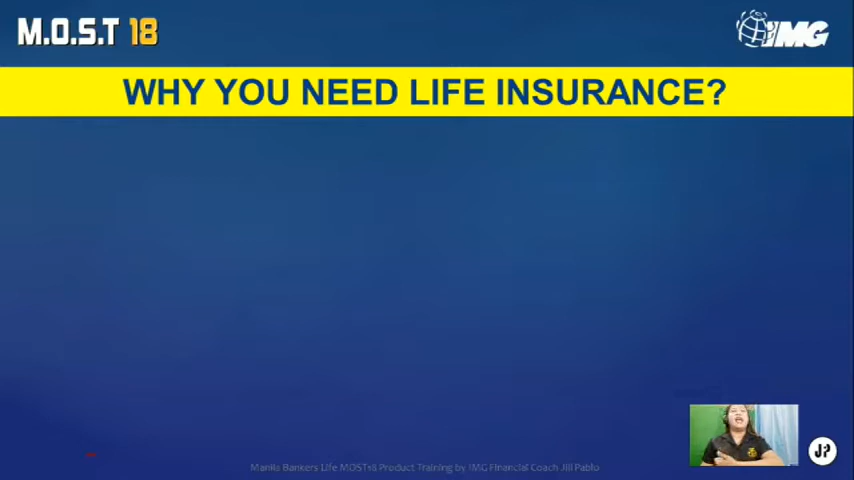 M.O.S.T 18
IMG
WHY YOU NEED LIFE INSURANCE?
Manila Bankers Life MOST18 Product Training by IMG Financial Coach Jill Pablo
JP